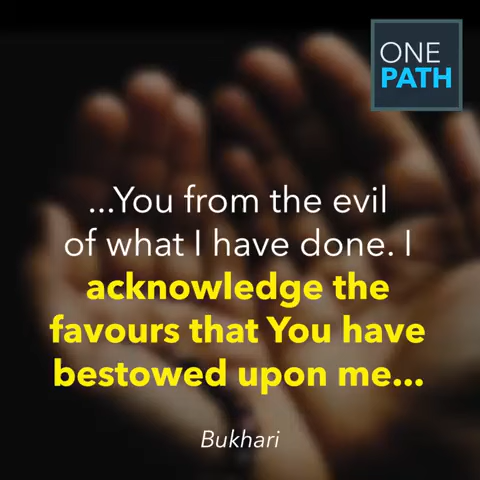 ONE
PATH
...You from the evil
of what I have done. I
acknowledge the
favours that You have
bestowed upon me...
Bukhari